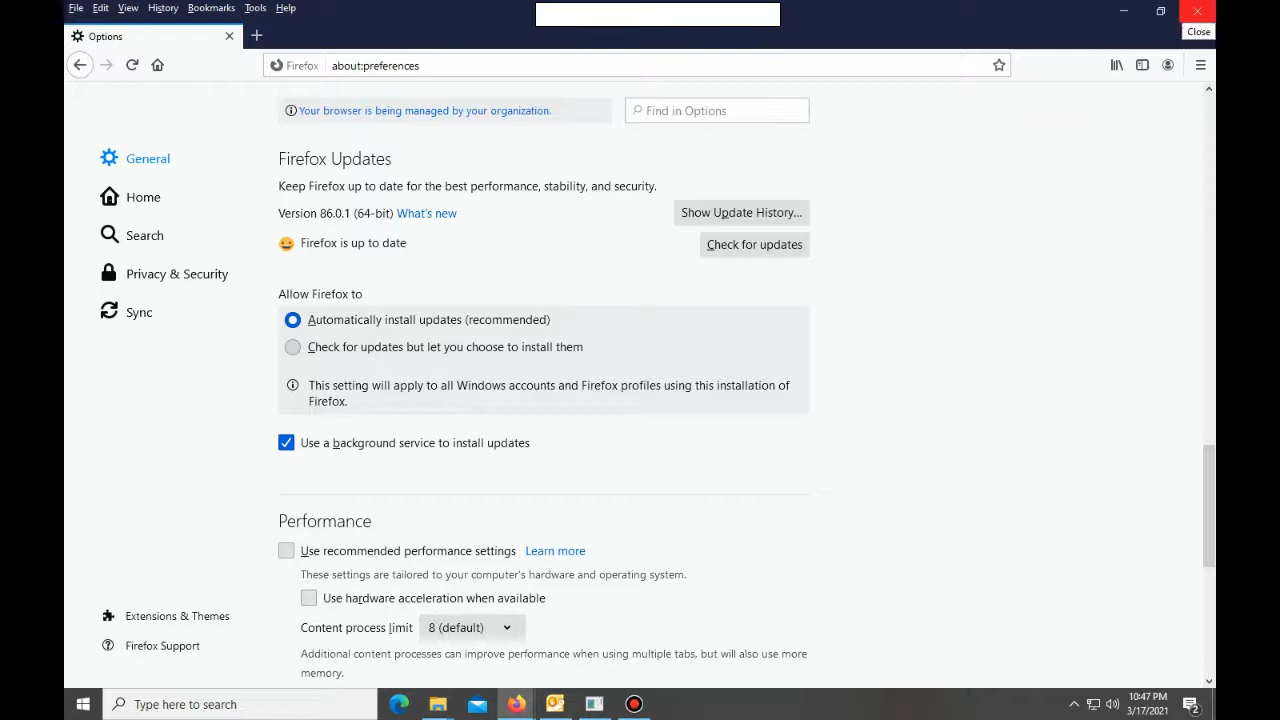 File Edit View History Bookmarks Tools Help
Options
Close
Firefox about:preferences
Your browser is being managed by your organization.
Find in Options
General
Home
Search
Privacy & Security
Sync
Extensions & Themes
Firefox Support
Firefox Updates
Keep Firefox up to date for the best performance, stability, and security.
Version 86.0.1 (64-bit) What's new
Show Update History...
Firefox is up to date
Check for updates
Allow Firefox to
Automatically install updates (recommended)
Check for updates but let you choose to install them
This setting will apply to all Windows accounts and Firefox profiles using this installation of
Firefox.
Use a background service to install updates
Performance
Use recommended performance settings Learn more
These settings are tailored to your computer's hardware and operating system.
Use hardware acceleration when available
Content process limit 8 (default)
Additional content processes can improve performance when using multiple tabs, but will also use more
memory.
Type here to search
10:47 PM
3/17/2021
2